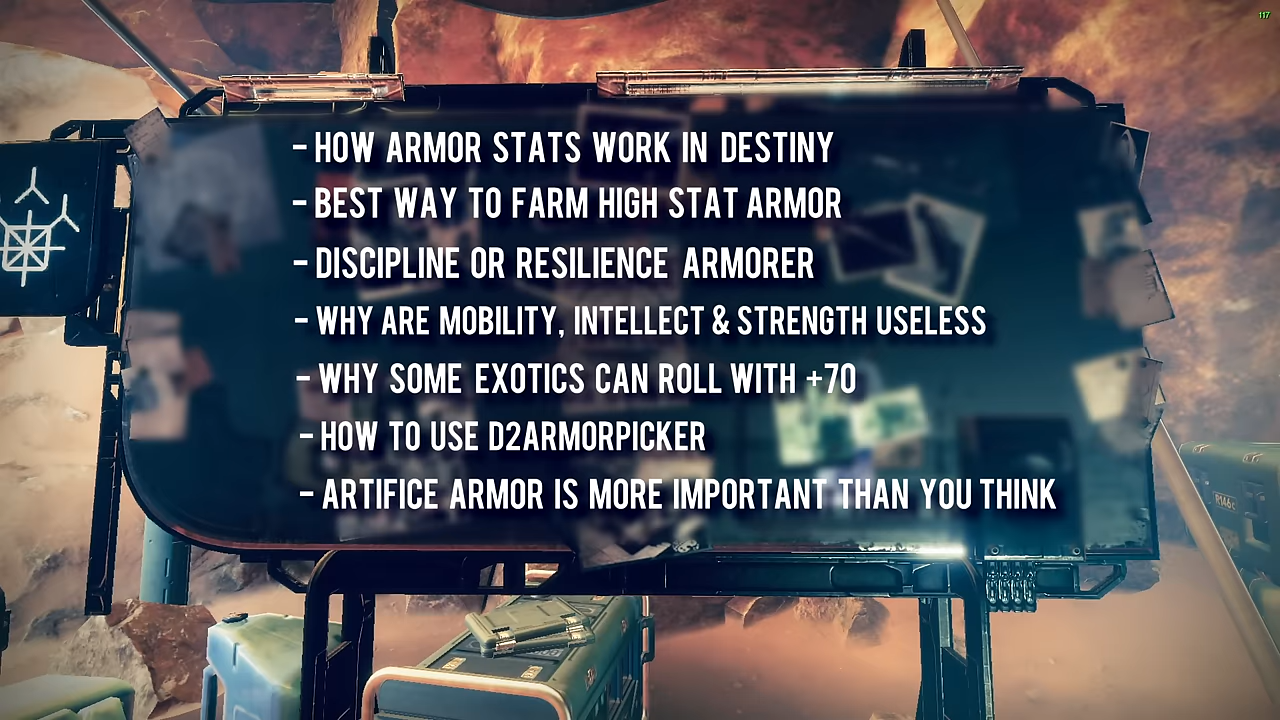 117
- HOW ARMOR STATS WORK IN DESTINY
- BEST WAY TO FARM HIGH STAT ARMOR
- DISCIPLINE OR RESILIENCE ARMORER
- WHY ARE MOBILITY, INTELLECT & STRENGTH USELESS
- WHY SOME EXOTICS CAN ROLL WITH +70
- HOW TO USE D2ARMORPICKER
- ARTIFICE ARMOR IS MORE IMPORTANT THAN YOU THINK
R146c